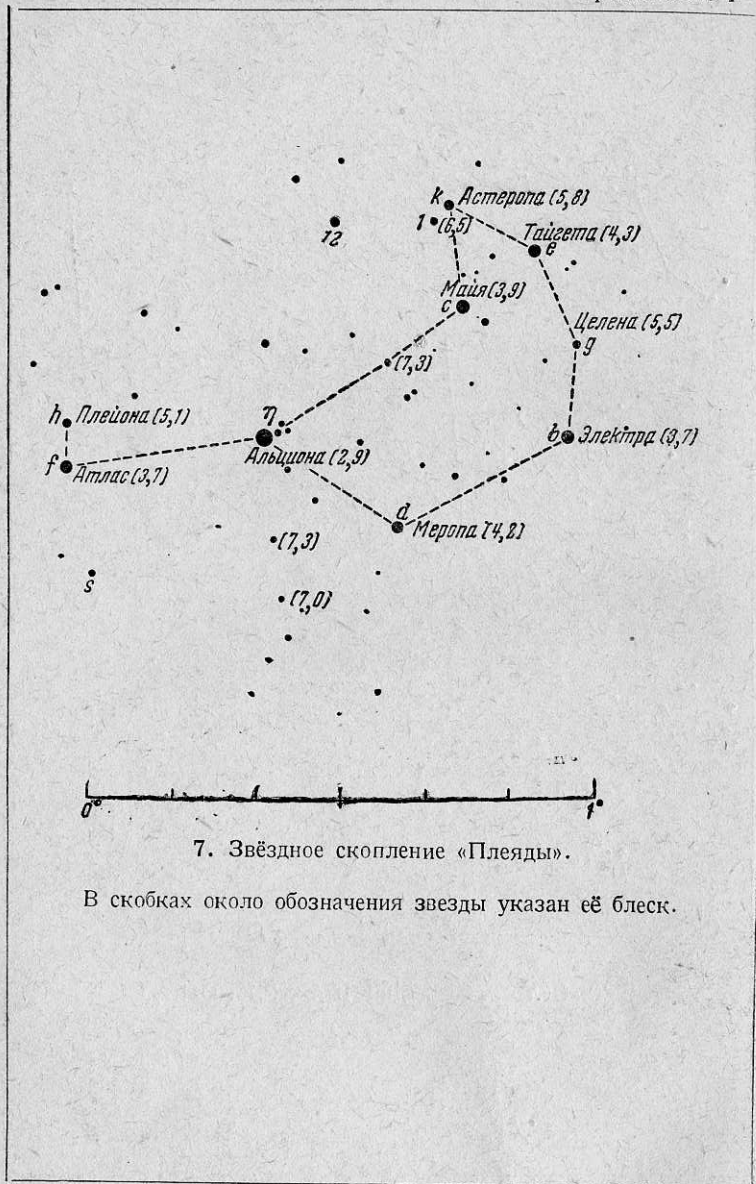 k Астеропа (5,8)
l (6,5)
12
Тайгета (4,3)
e
Майя (3,9)
c
Целена (5,5)
g
(7,3)
h Плейона (5,1)
η
b Электра (3,7)
f Атлас (3,7)
Альциона (2,9)
d
Меропа (4,2)
(7,3)
s
(7,0)
0° 1°
7. Звёздное скопление «Плеяды».
В скобках около обозначения звезды указан её блеск.